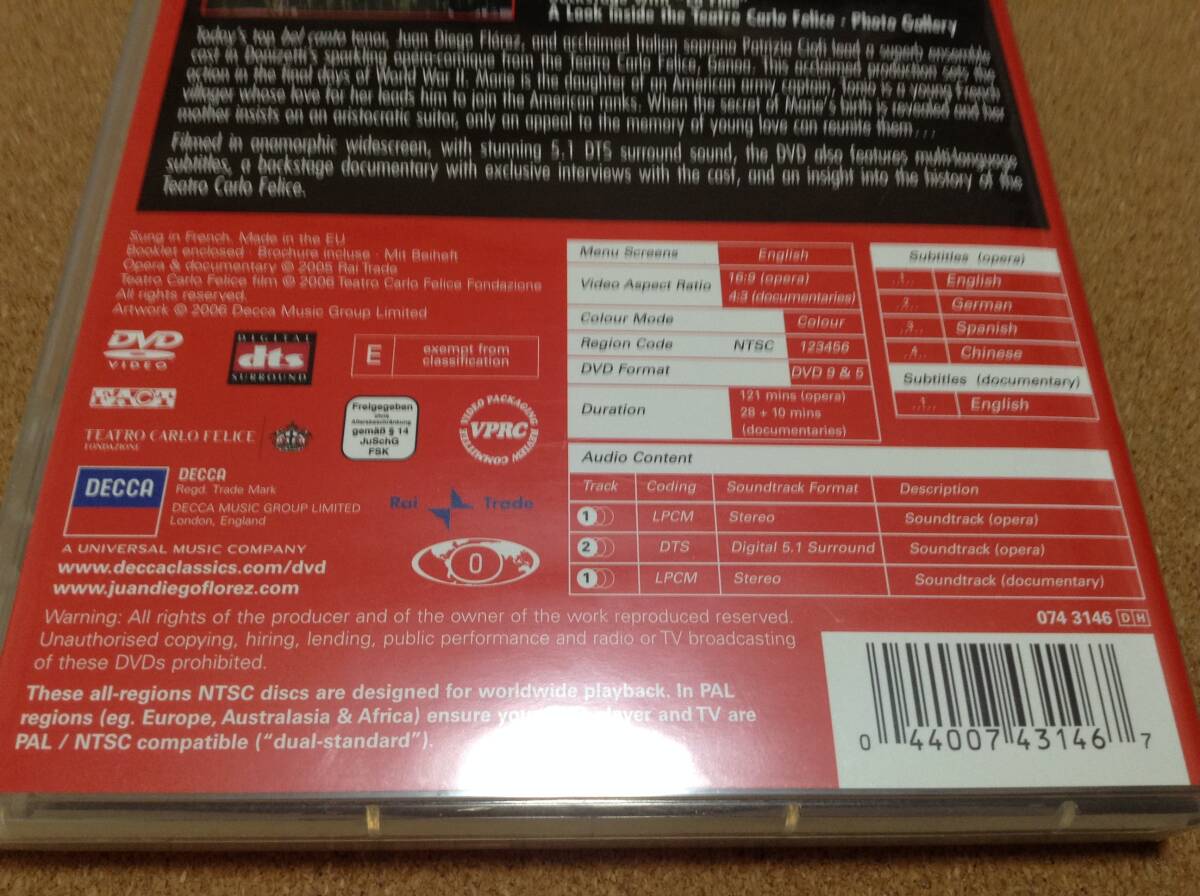 A Look Inside the Teatro Carlo Felice : Photo Gallery
Today's top bel canto tenor, Juan Diego Flórez, and acclaimed Italian soprano Patrizia Ciofi lead a superb ensemble
cast in Donizetti's sparkling opéra-comique from the Teatro Carlo Felice, Genoa. This acclaimed production sets the
action in the final days of World War II. Marie is the daughter of an American army captain, Tonio is a young French
villager whose love for her leads him to join the American ranks. When the secret of Marie's birth is revealed and her
mother insists on an aristocratic suitor, only an appeal to the memory of young love can reunite them...
Filmed in anamorphic widescreen, with stunning 5.1 DTS surround sound, the DVD also features multi-language
subtitles, a backstage documentary with exclusive interviews with the cast, and an insight into the history of the
Teatro Carlo Felice.
Sung in French. Made in the EU
Booklet enclosed · Brochure incluse · Mit Beiheft
Opera & documentary © 2005 Rai Trade
Teatro Carlo Felice film © 2006 Teatro Carlo Felice Fondazione
All rights reserved.
Artwork © 2006 Decca Music Group Limited
DVD
VIDEO
DIGITAL
dts
SURROUND
E
exempt from
classification
FACT
TEATRO CARLO FELICE
FONDAZIONE
Freigegeben
ohne
Altersbeschränkung
gemäß § 14
JuSchG
FSK
VIDEO PACKAGING REVIEW COMMITTEE
VPRC
DECCA
DECCA
Regd. Trade Mark
DECCA MUSIC GROUP LIMITED
London, England
Rai Trade
A UNIVERSAL MUSIC COMPANY
www.deccaclassics.com/dvd
www.juandiegoflorez.com
0
Menu Screens English
Video Aspect Ratio 16:9 (opera)
4:3 (documentaries)
Colour Mode Colour
Region Code NTSC 123456
DVD Format DVD 9 & 5
Duration 121 mins (opera)
28 + 10 mins
(documentaries)
Subtitles (opera)
1 English
2 German
3 Spanish
4 Chinese
Subtitles (documentary)
1 English
Audio Content
Track Coding Soundtrack Format Description
1 LPCM Stereo Soundtrack (opera)
2 DTS Digital 5.1 Surround Soundtrack (opera)
1 LPCM Stereo Soundtrack (documentary)
Warning: All rights of the producer and of the owner of the work reproduced reserved.
Unauthorised copying, hiring, lending, public performance and radio or TV broadcasting
of these DVDs prohibited.
074 3146 DH
These all-regions NTSC discs are designed for worldwide playback. In PAL
regions (eg. Europe, Australasia & Africa) ensure and TV are
PAL / NTSC compatible ("dual-standard").
0 44007 43146 7